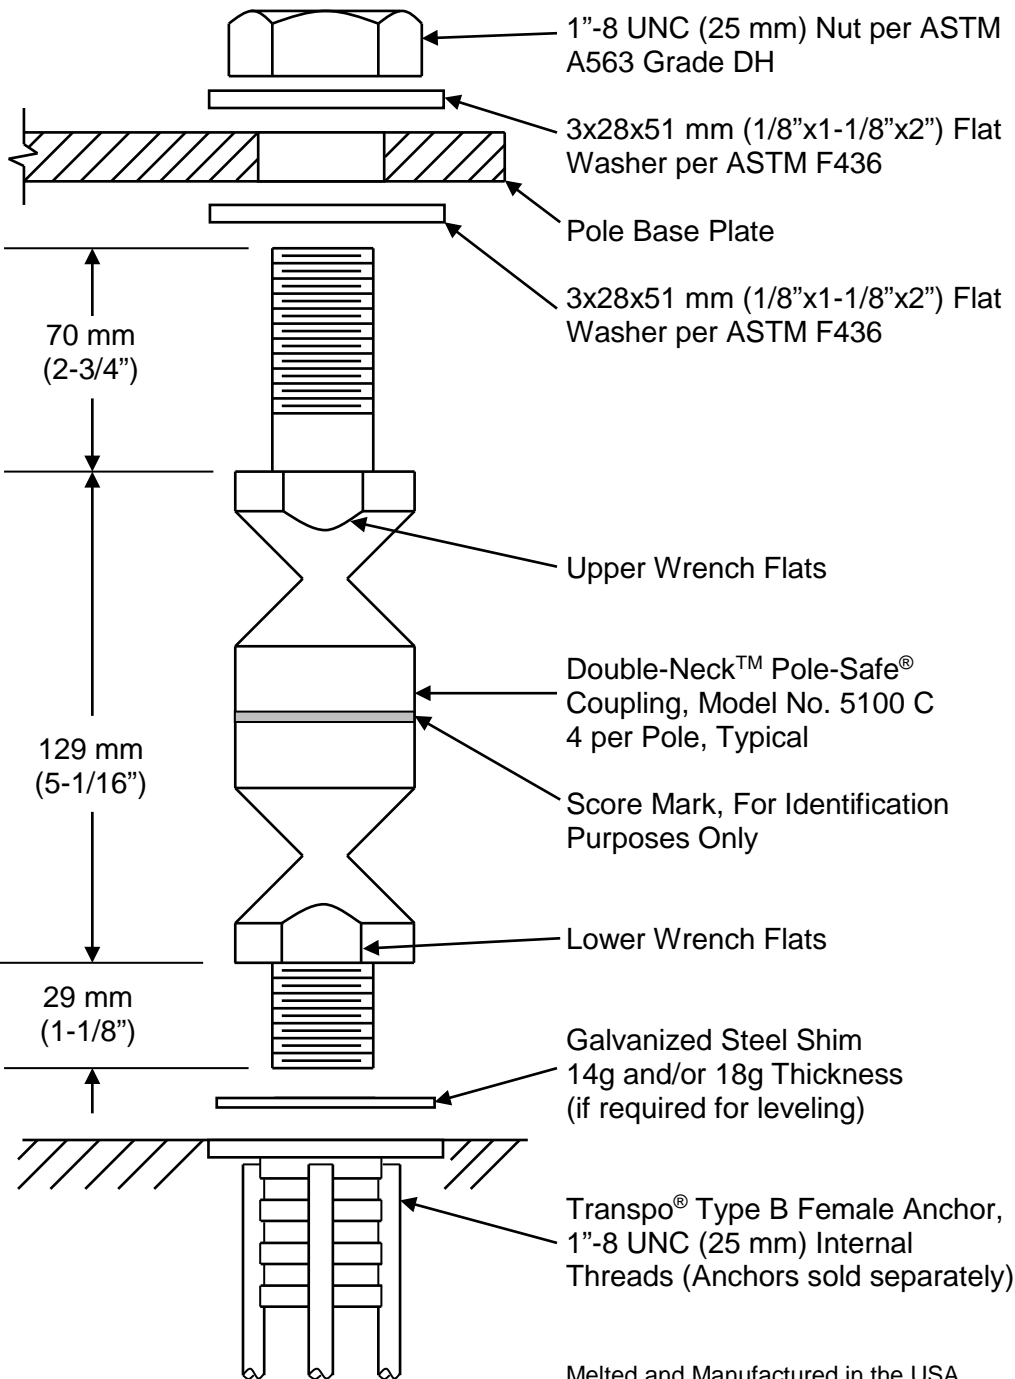 1”-8 UNC (25 mm) Nut per ASTM
A563 Grade DH
3x28x51 mm (1/8”x1-1/8”x2”) Flat
Washer per ASTM F436
Pole Base Plate
3x28x51 mm (1/8”x1-1/8”x2”) Flat
Washer per ASTM F436
70 mm
(2-3/4”)
Upper Wrench Flats
Double-Neck™ Pole-Safe®
Coupling, Model No. 5100 C
4 per Pole, Typical
129 mm
(5-1/16”)
Score Mark, For Identification
Purposes Only
Lower Wrench Flats
29 mm
(1-1/8”)
Galvanized Steel Shim
14g and/or 18g Thickness
(if required for leveling)
Transpo® Type B Female Anchor,
1”-8 UNC (25 mm) Internal
Threads (Anchors sold separately)
Melted and Manufactured in the USA